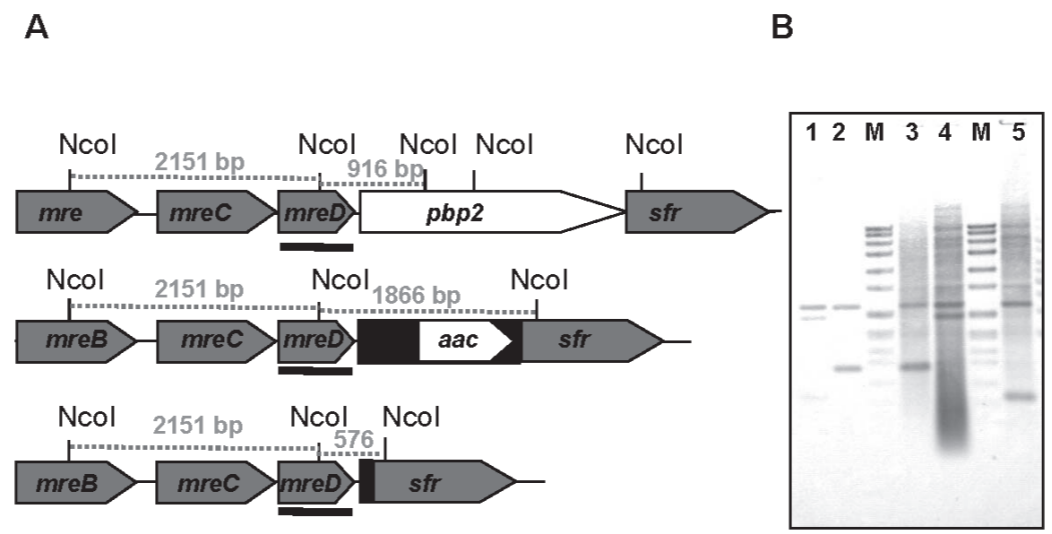 A
B
NcoI NcoI NcoI NcoI NcoI
2151 bp 916 bp
mre mreC mreD pbp2 sfr
NcoI NcoI NcoI
2151 bp 1866 bp
mreB mreC mreD aac sfr
NcoI NcoI NcoI
2151 bp 576
mreB mreC mreD sfr
1 2 M 3 4 M 5